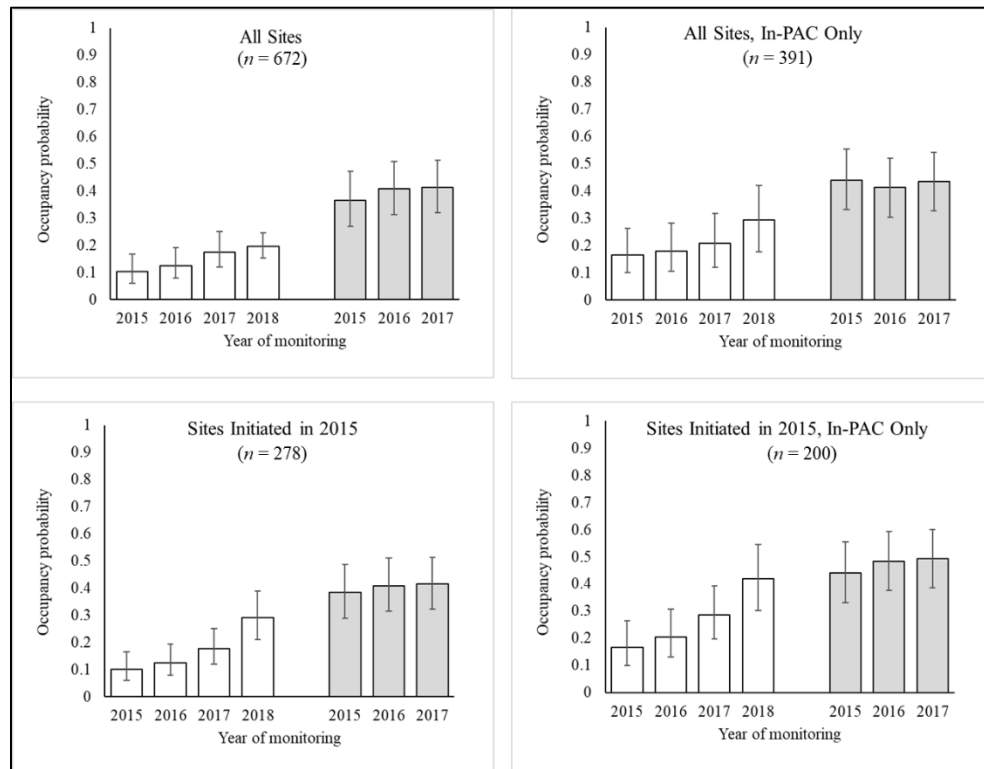 All Sites
(n = 672)
Occupancy probability
1
0.9
0.8
0.7
0.6
0.5
0.4
0.3
0.2
0.1
0
2015 2016 2017 2018 2015 2016 2017
Year of monitoring
All Sites, In-PAC Only
(n = 391)
Occupancy probability
1
0.9
0.8
0.7
0.6
0.5
0.4
0.3
0.2
0.1
0
2015 2016 2017 2018 2015 2016 2017
Year of monitoring
Sites Initiated in 2015
(n = 278)
Occupancy probability
1
0.9
0.8
0.7
0.6
0.5
0.4
0.3
0.2
0.1
0
2015 2016 2017 2018 2015 2016 2017
Year of monitoring
Sites Initiated in 2015, In-PAC Only
(n = 200)
Occupancy probability
1
0.9
0.8
0.7
0.6
0.5
0.4
0.3
0.2
0.1
0
2015 2016 2017 2018 2015 2016 2017
Year of monitoring